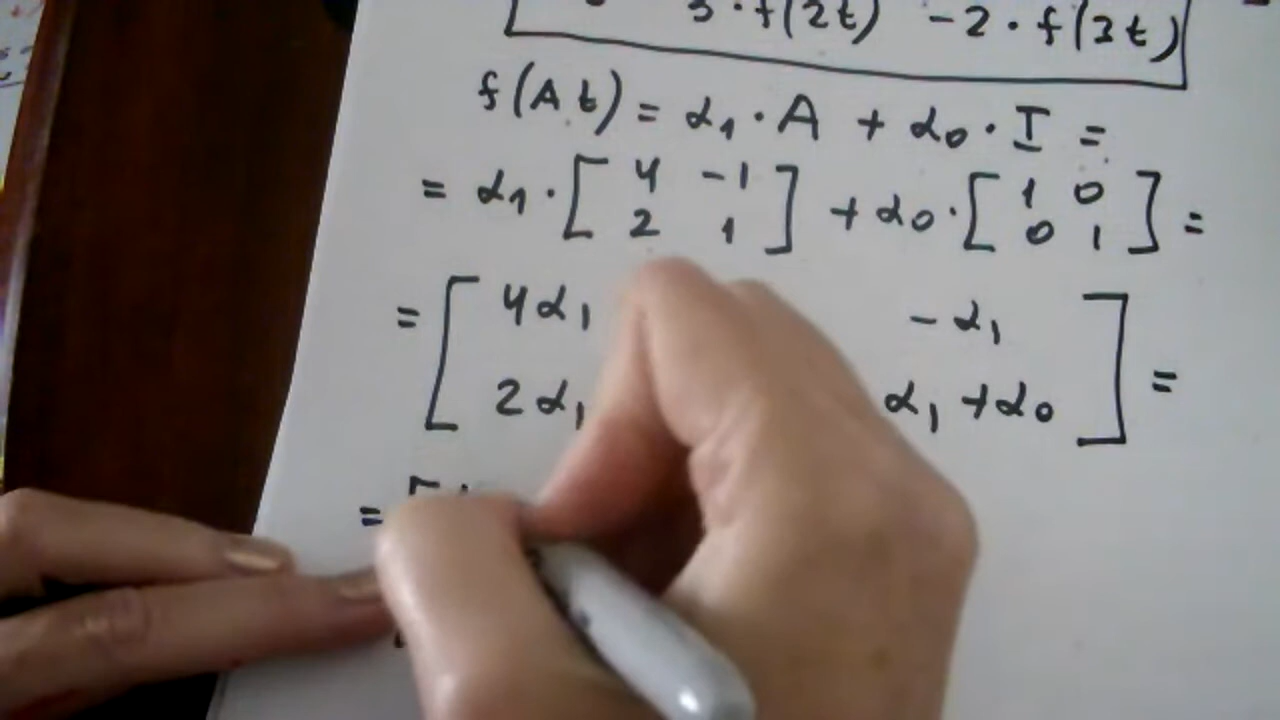 3 · f(2t) -2 · f(3t)
f(At) = α₁ · A + α₀ · I =
= α₁ · [ 4 -1 ] + α₀ · [ 1 0 ] =
2 1 0 1
= [ 4α₁ -α₁ ] =
2α₁ α₁ + α₀
= [